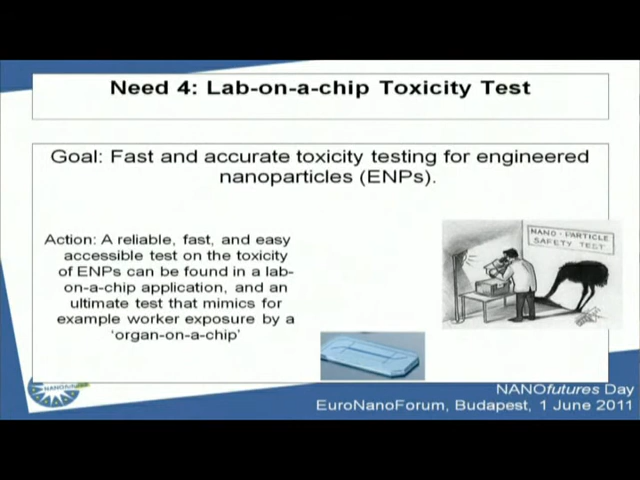 Need 4: Lab-on-a-chip Toxicity Test
Goal: Fast and accurate toxicity testing for engineered
nanoparticles (ENPs).
Action: A reliable, fast, and easy
accessible test on the toxicity
of ENPs can be found in a lab-
on-a-chip application, and an
ultimate test that mimics for
example worker exposure by a
‘organ-on-a-chip’
NANO-PARTICLE
SAFETY TEST
NANOfutures
NANOfutures Day
EuroNanoForum, Budapest, 1 June 2011